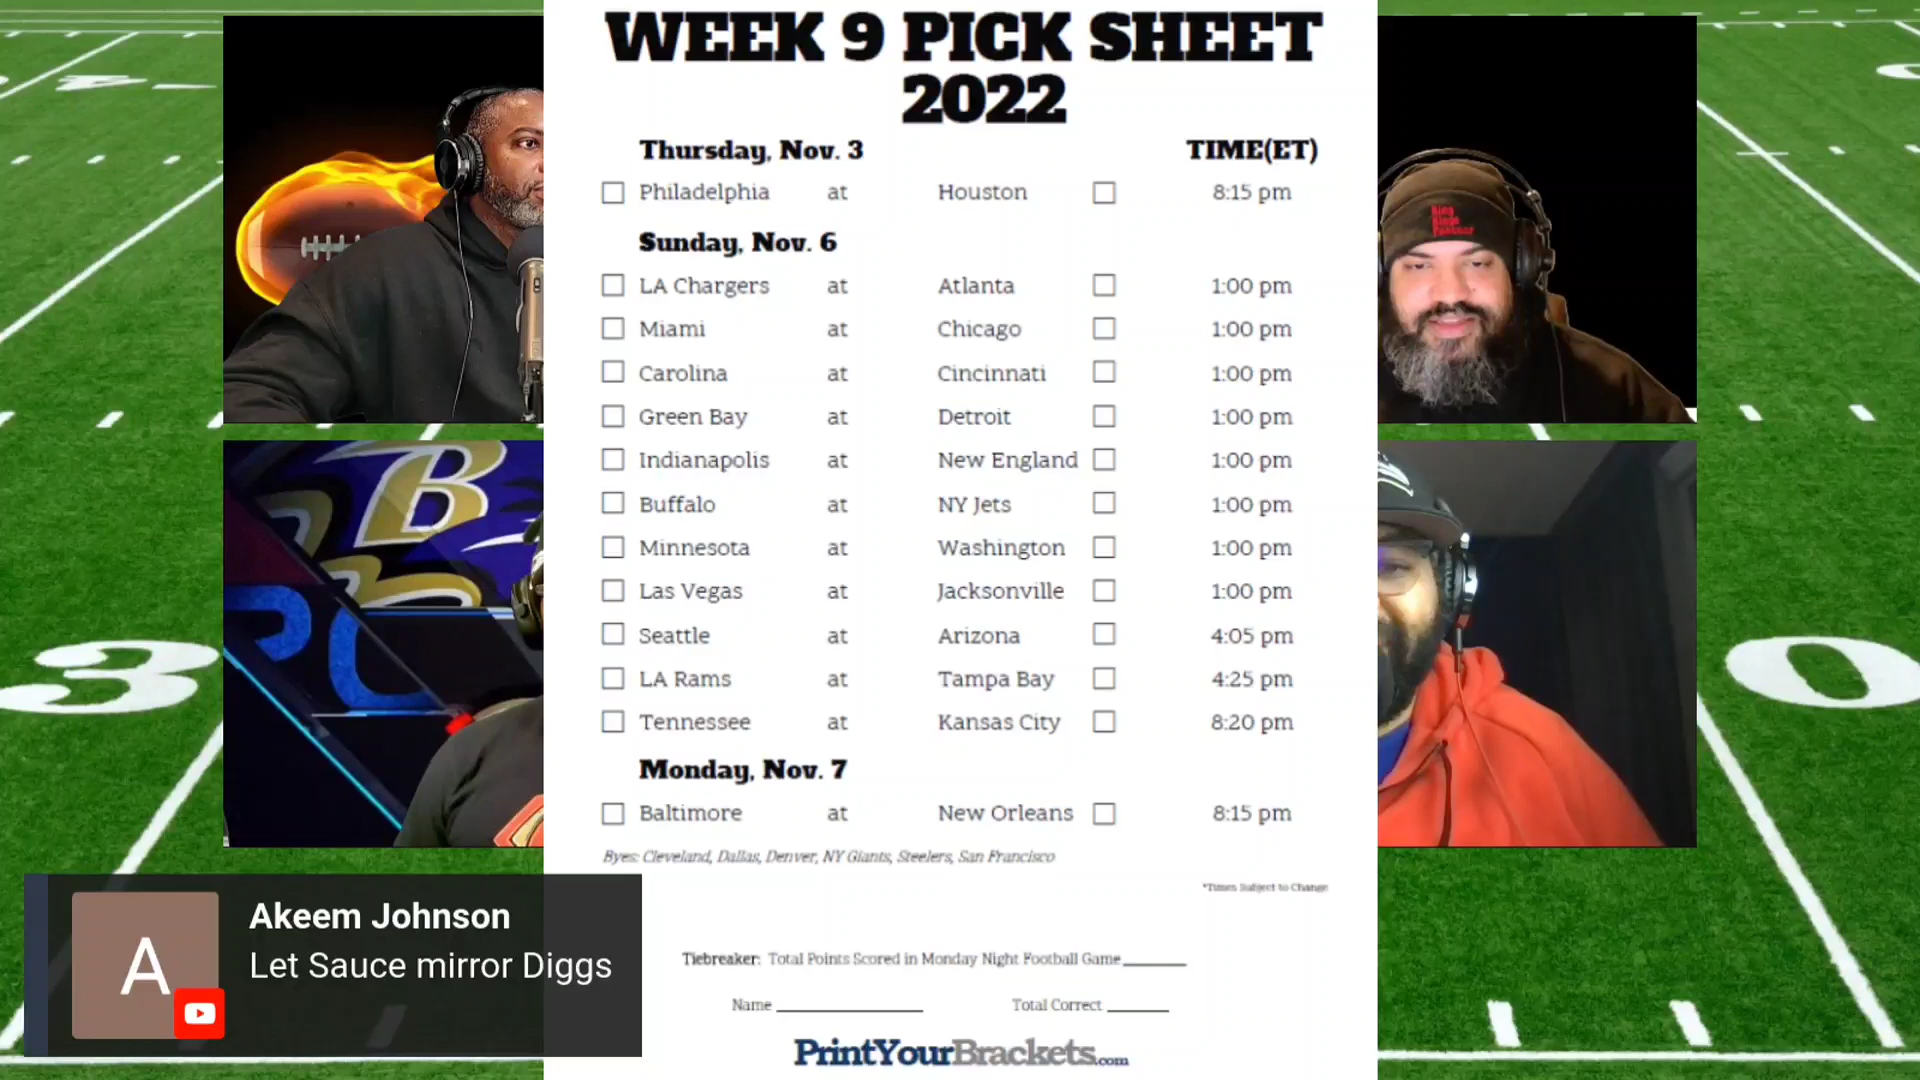 WEEK 9 PICK SHEET
2022
Thursday, Nov. 3 TIME(ET)
Philadelphia at Houston 8:15 pm
Sunday, Nov. 6
LA Chargers at Atlanta 1:00 pm
Miami at Chicago 1:00 pm
Carolina at Cincinnati 1:00 pm
Green Bay at Detroit 1:00 pm
Indianapolis at New England 1:00 pm
Buffalo at NY Jets 1:00 pm
Minnesota at Washington 1:00 pm
Las Vegas at Jacksonville 1:00 pm
Seattle at Arizona 4:05 pm
LA Rams at Tampa Bay 4:25 pm
Tennessee at Kansas City 8:20 pm
Monday, Nov. 7
Baltimore at New Orleans 8:15 pm
Byes: Cleveland, Dallas, Denver, NY Giants, Steelers, San Francisco
*Times Subject to Change
Tiebreaker: Total Points Scored in Monday Night Football Game
Name Total Correct
PrintYourBrackets.com
A
Akeem Johnson
Let Sauce mirror Diggs
B
3
0